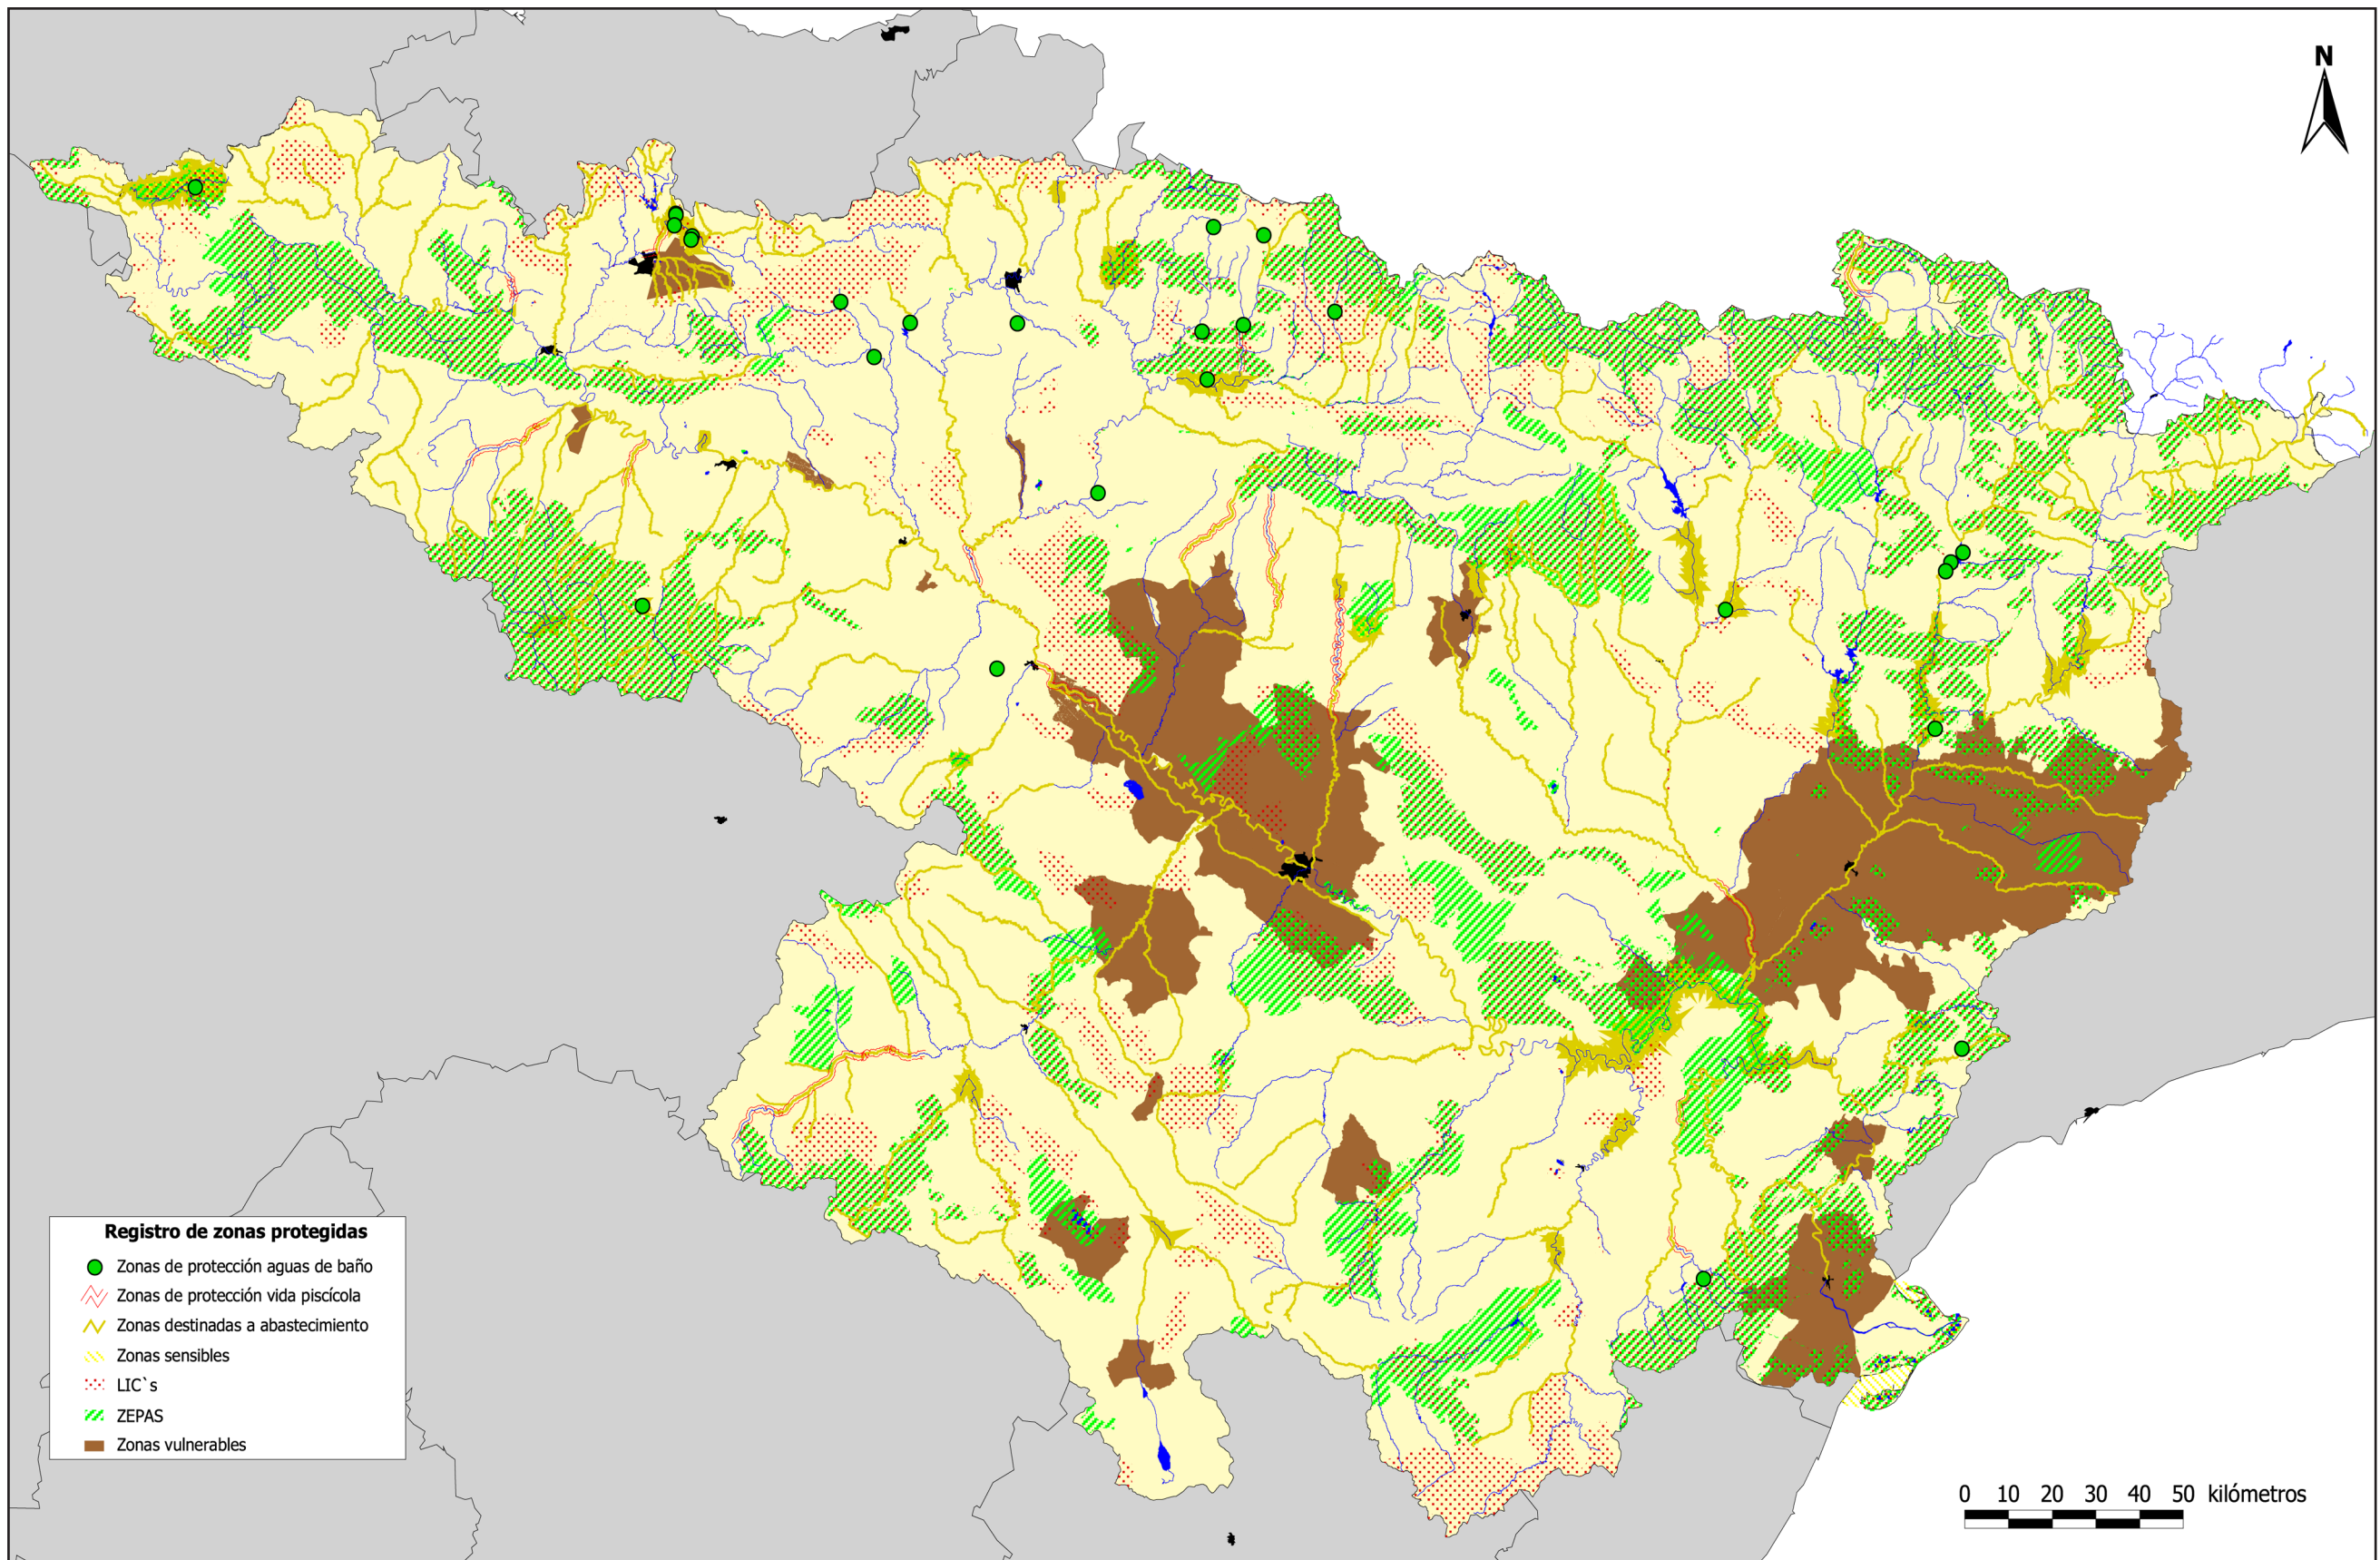 N
Registro de zonas protegidas
Zonas de protección aguas de baño
Zonas de protección vida piscícola
Zonas destinadas a abastecimiento
Zonas sensibles
LIC`s
ZEPAS
Zonas vulnerables
0 10 20 30 40 50 kilómetros